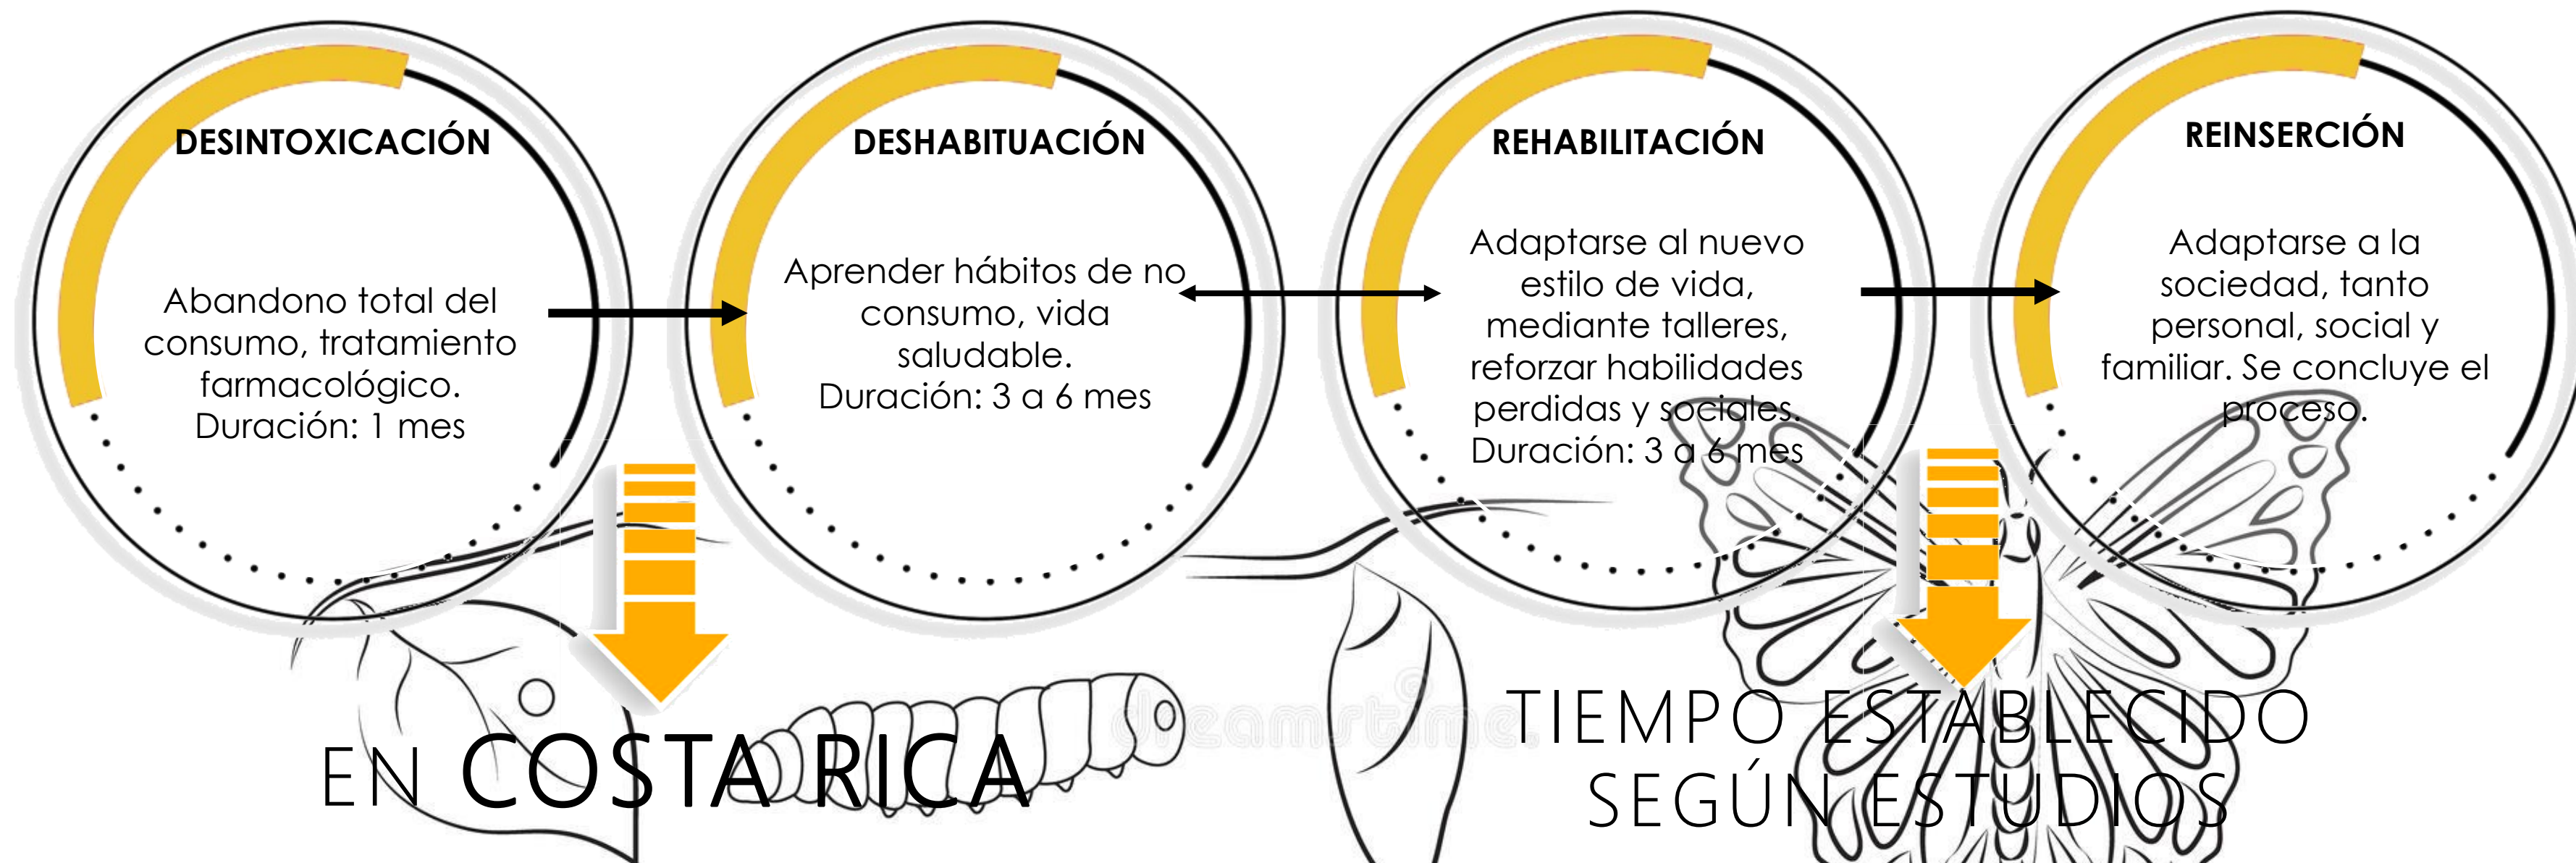 DESINTOXICACIÓN
Abandono total del
consumo, tratamiento
farmacológico.
Duración: 1 mes
DESHABITUACIÓN
Aprender hábitos de no
consumo, vida
saludable.
Duración: 3 a 6 mes
REHABILITACIÓN
Adaptarse al nuevo
estilo de vida,
mediante talleres,
reforzar habilidades
perdidas y sociales.
Duración: 3 a 6 mes
REINSERCIÓN
Adaptarse a la
sociedad, tanto
personal, social y
familiar. Se concluye el
proceso.
EN COSTA RICA
dreamstime.
TIEMPO ESTABLECIDO
SEGÚN ESTUDIOS